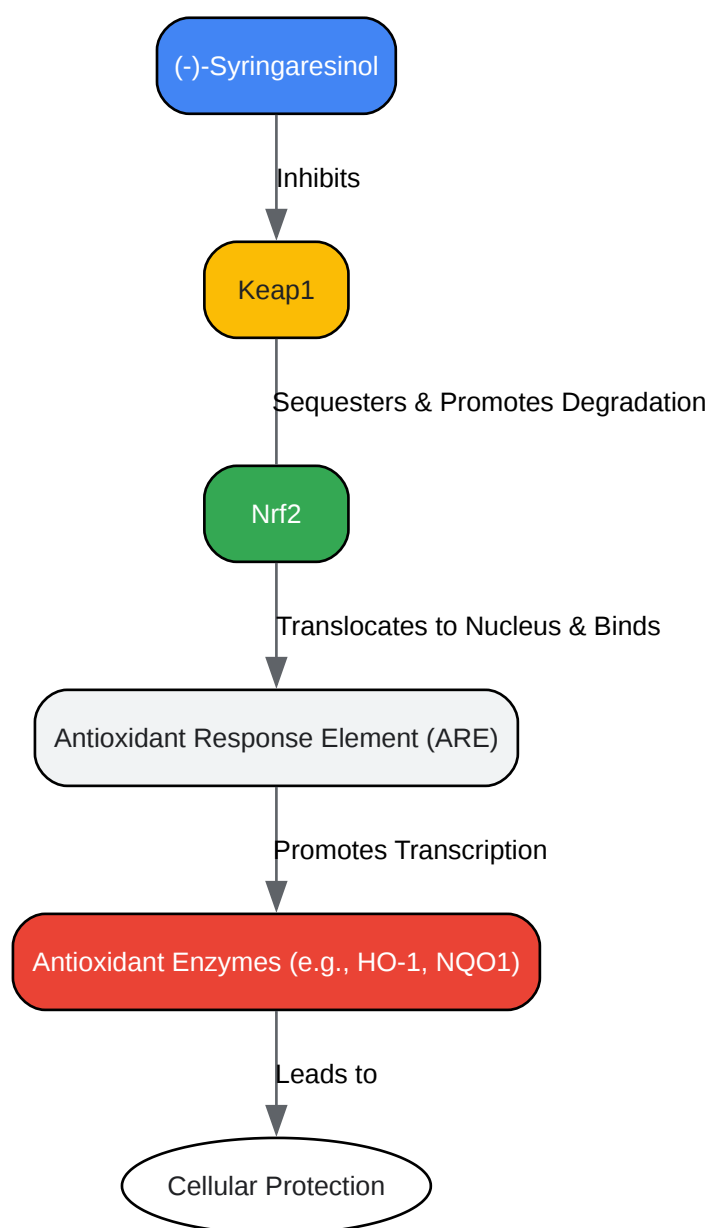 (-)-Syringaresinol
Inhibits
Keap1
Sequesters & Promotes Degradation
Nrf2
Translocates to Nucleus & Binds
Antioxidant Response Element (ARE)
Promotes Transcription
Antioxidant Enzymes (e.g., HO-1, NQO1)
Leads to
Cellular Protection